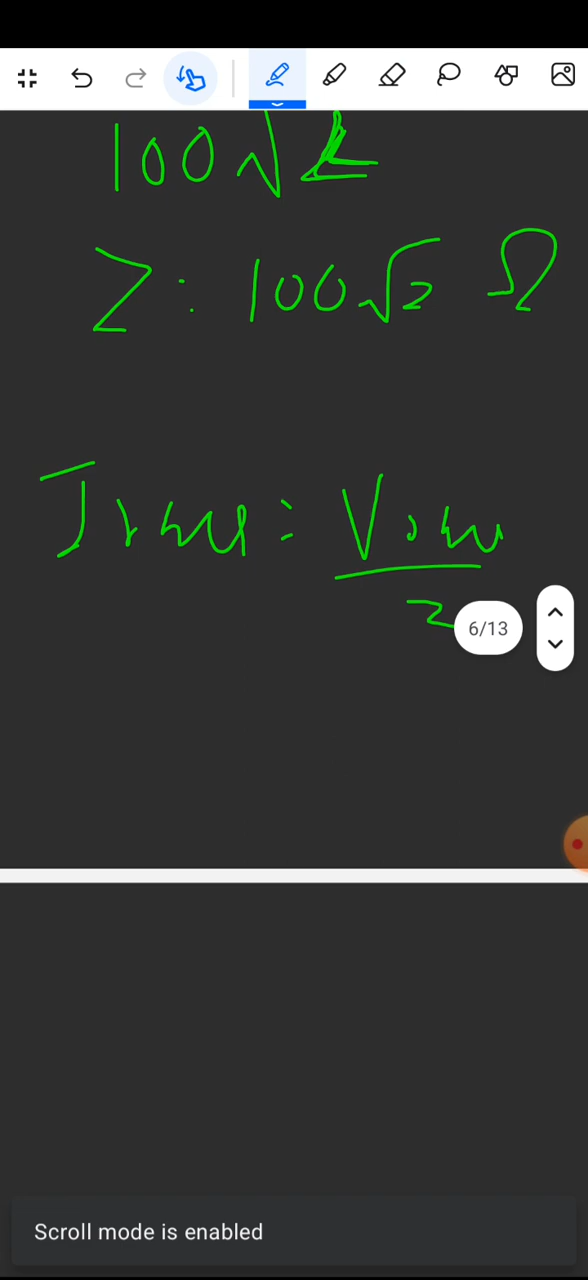 100√2
Z : 100√2 Ω
Irms = Vrms
Z
6/13
Scroll mode is enabled